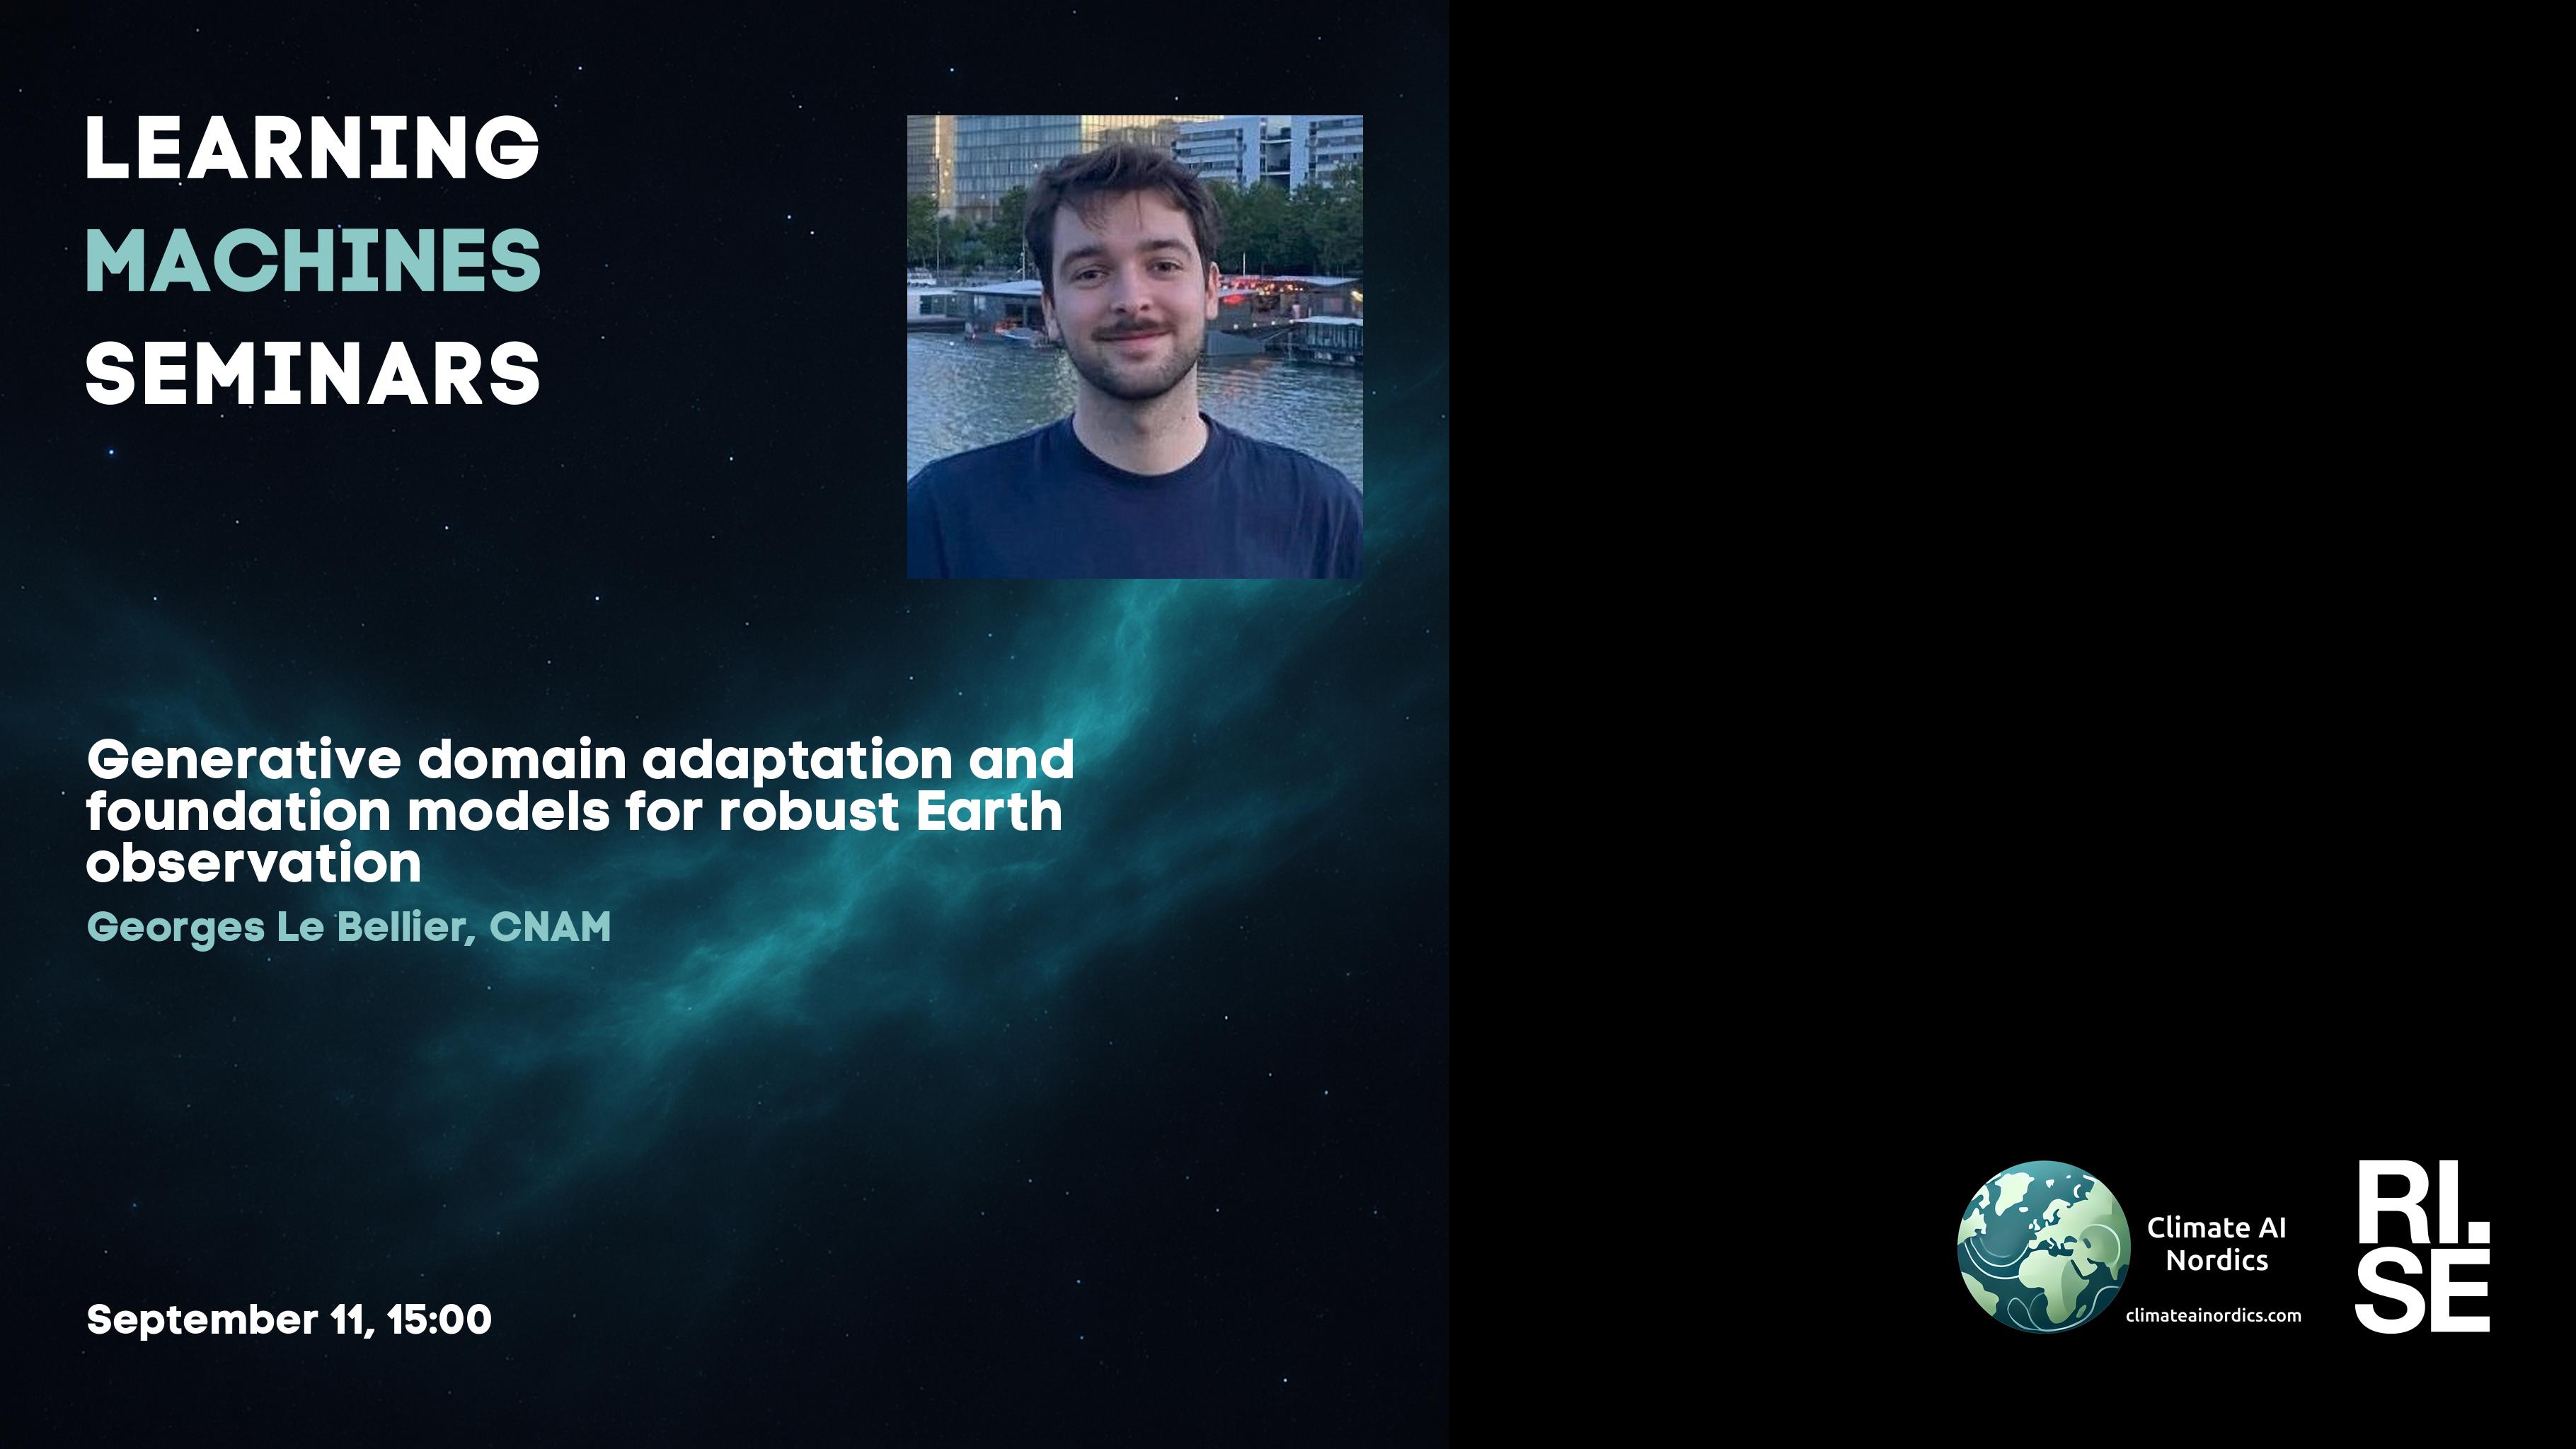 LEARNING
MACHINES
SEMINARS
Generative domain adaptation and
foundation models for robust Earth
observation
Georges Le Bellier, CNAM
September 11, 15:00
Climate AI
Nordics
climateainordics.com
RI.
SE